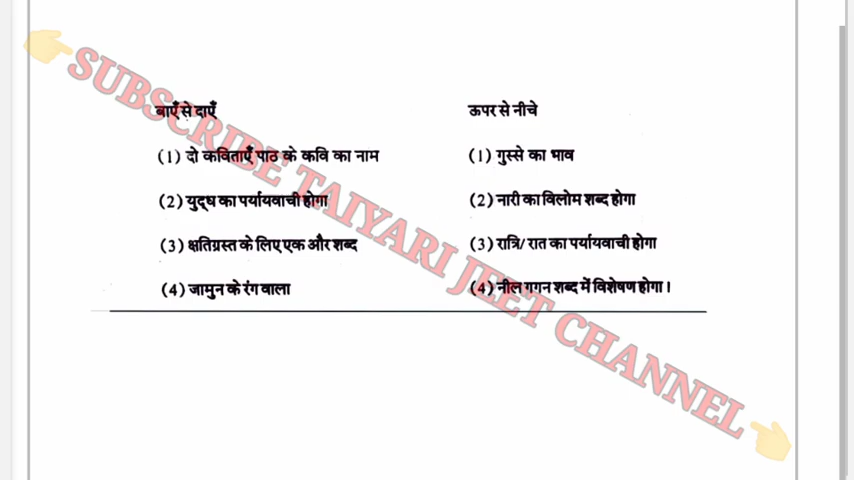 बाएँ से दाएँ
(1) दो कविताएँ पाठ के कवि का नाम
(2) युद्ध का पर्यायवाची होगा
(3) क्षतिग्रस्त के लिए एक और शब्द
(4) जामुन के रंग वाला
ऊपर से नीचे
(1) गुस्से का भाव
(2) नारी का विलोम शब्द होगा
(3) रात्रि/ रात का पर्यायवाची होगा
(4) नील गगन शब्द में विशेषण होगा।
SUBSCRIBE TAIYARI JEET CHANNEL